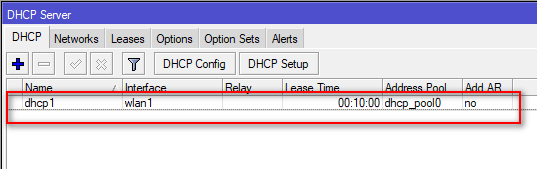 DHCP Server
DHCP Networks Leases Options Option Sets Alerts
DHCP Config DHCP Setup
Name Interface Relay Lease Time Address Pool Add AR...
dhcp1 wlan1 00:10:00 dhcp_pool0 no